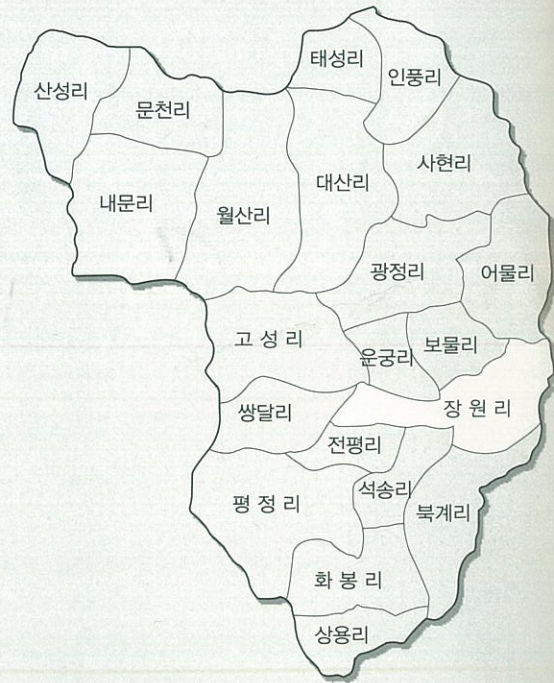 태성리
인풍리
산성리
문천리
사현리
대산리
내문리
월산리
광정리
어물리
고성리
운궁리
보물리
쌍달리
장원리
전평리
석송리
평정리
북계리
화봉리
상용리